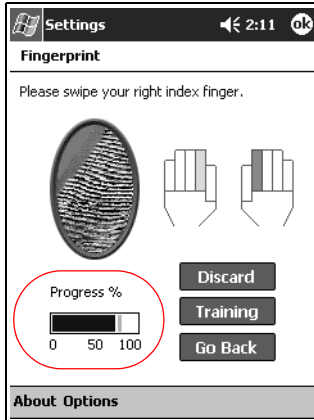 Settings 2:11 ok
Fingerprint
Please swipe your right index finger.
Progress %
0 50 100
Discard
Training
Go Back
About Options